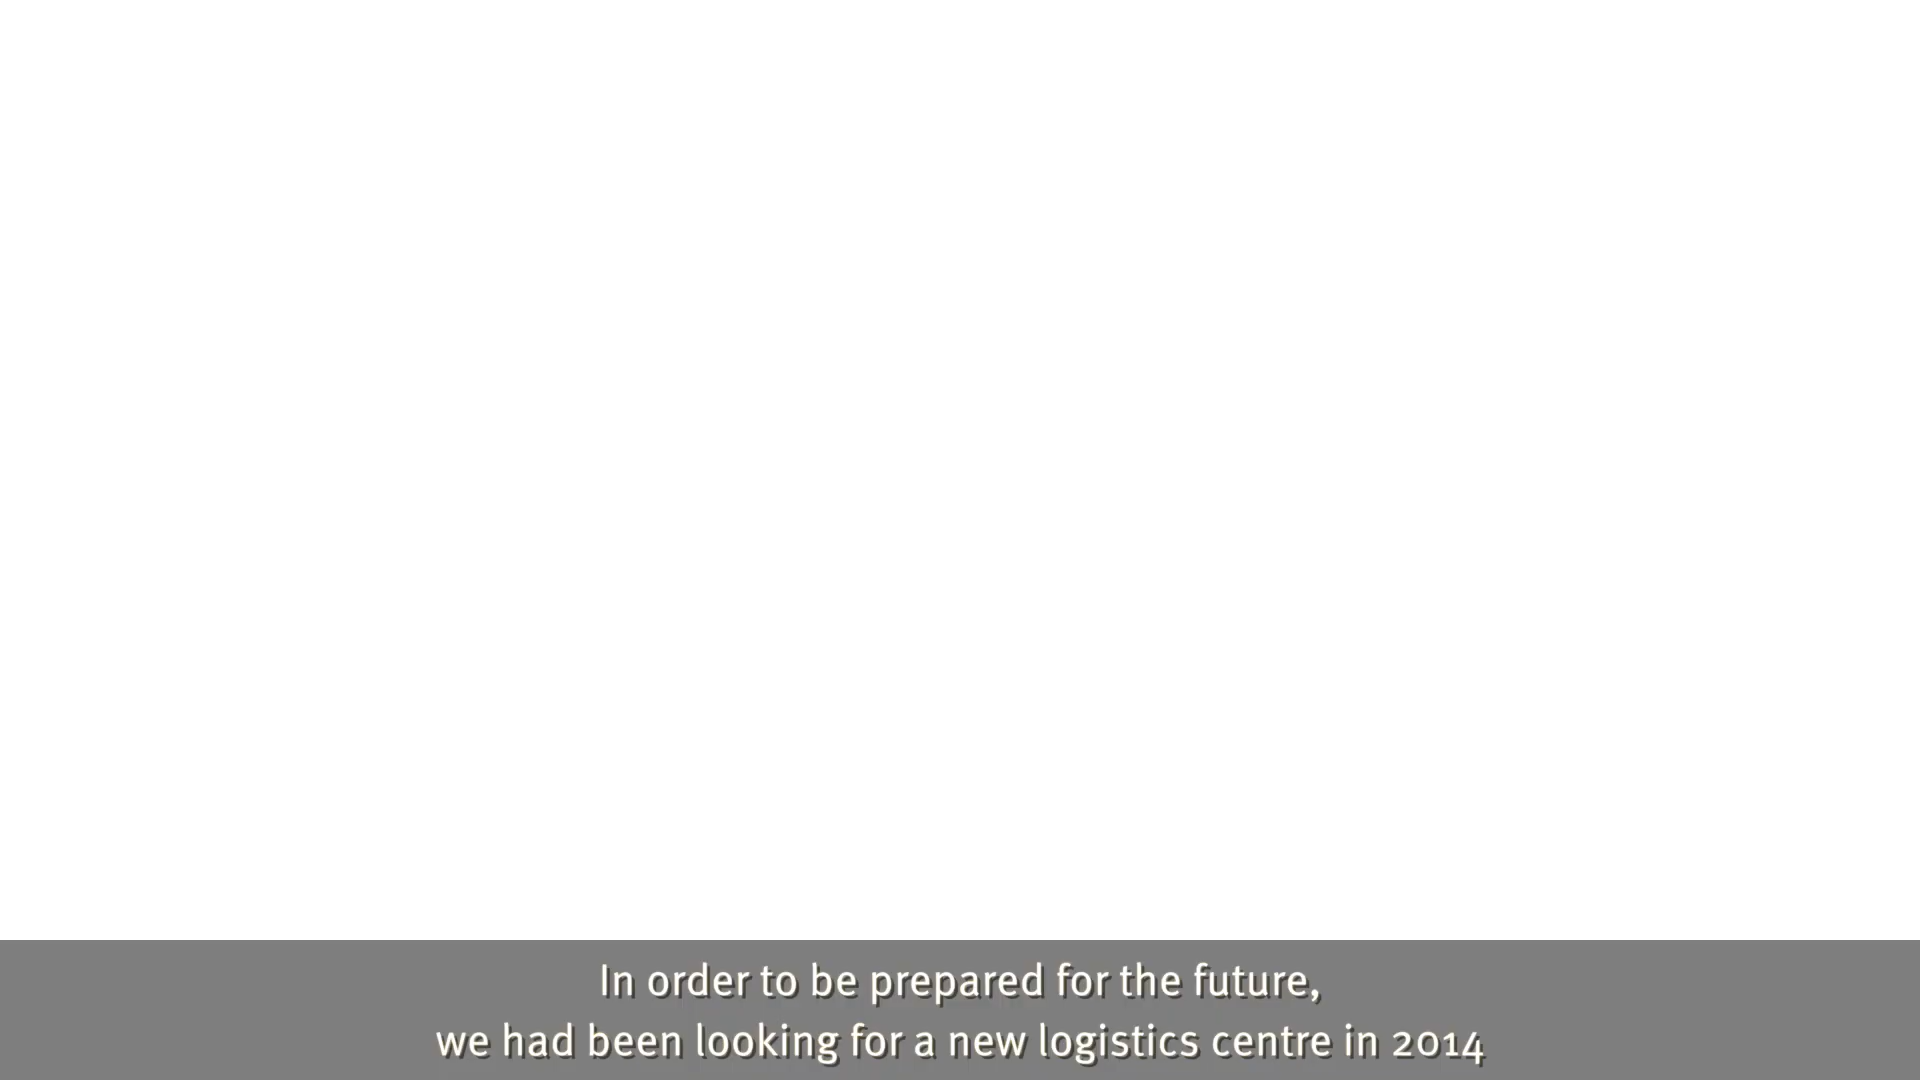 In order to be prepared for the future,
we had been looking for a new logistics centre in 2014